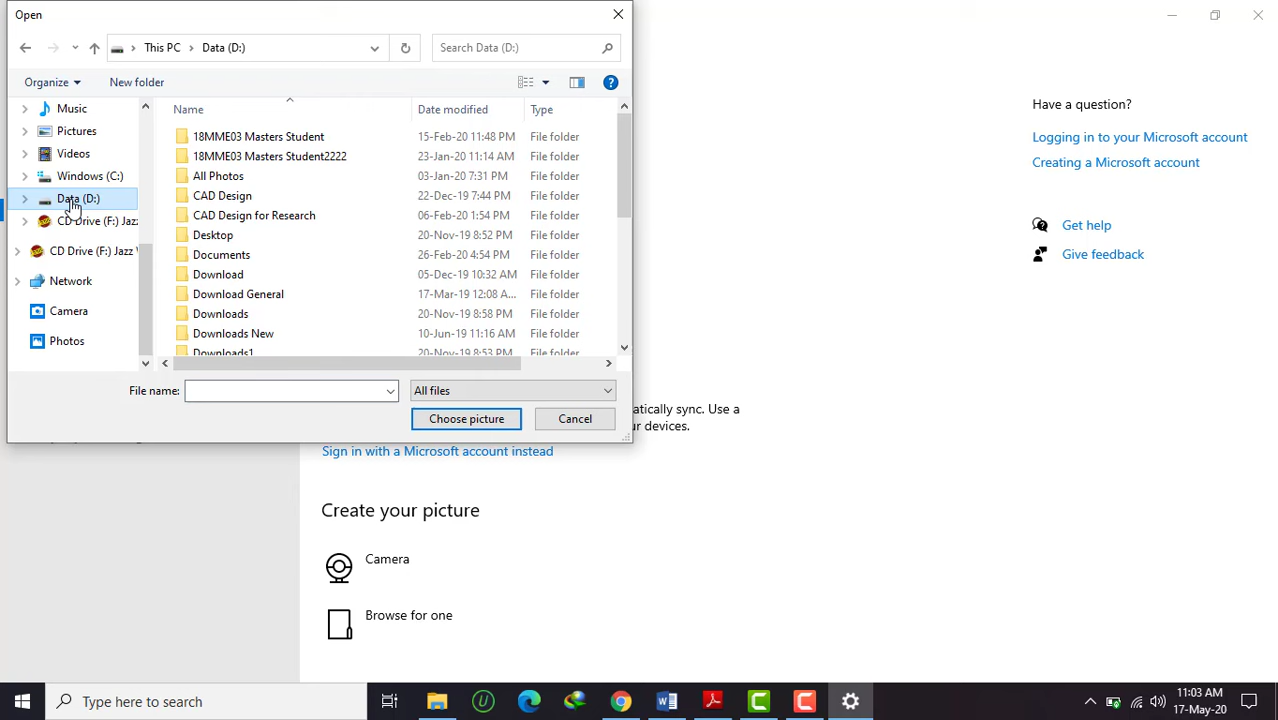 Open
This PC
Data (D:)
Search Data (D:)
Organize
New folder
Music
Pictures
Videos
Windows (C:)
Data (D:)
CD Drive (F:) Jazz
CD Drive (F:) Jazz
Network
Camera
Photos
Name Date modified Type
18MME03 Masters Student 15-Feb-20 11:48 PM File folder
18MME03 Masters Student2222 23-Jan-20 11:14 AM File folder
All Photos 03-Jan-20 7:31 PM File folder
CAD Design 22-Dec-19 7:44 PM File folder
CAD Design for Research 06-Feb-20 1:54 PM File folder
Desktop 20-Nov-19 8:52 PM File folder
Documents 26-Feb-20 4:54 PM File folder
Download 05-Dec-19 10:32 AM File folder
Download General 17-Mar-19 12:08 A... File folder
Downloads 20-Nov-19 8:58 PM File folder
Downloads New 10-Jun-19 11:16 AM File folder
Downloads1 20-Nov-19 8:53 PM File folder
File name:
All files
Choose picture
Cancel
Have a question?
Logging in to your Microsoft account
Creating a Microsoft account
Get help
Give feedback
atically sync. Use a
ur devices.
Sign in with a Microsoft account instead
Create your picture
Camera
Browse for one
Type here to search
11:03 AM
17-May-20